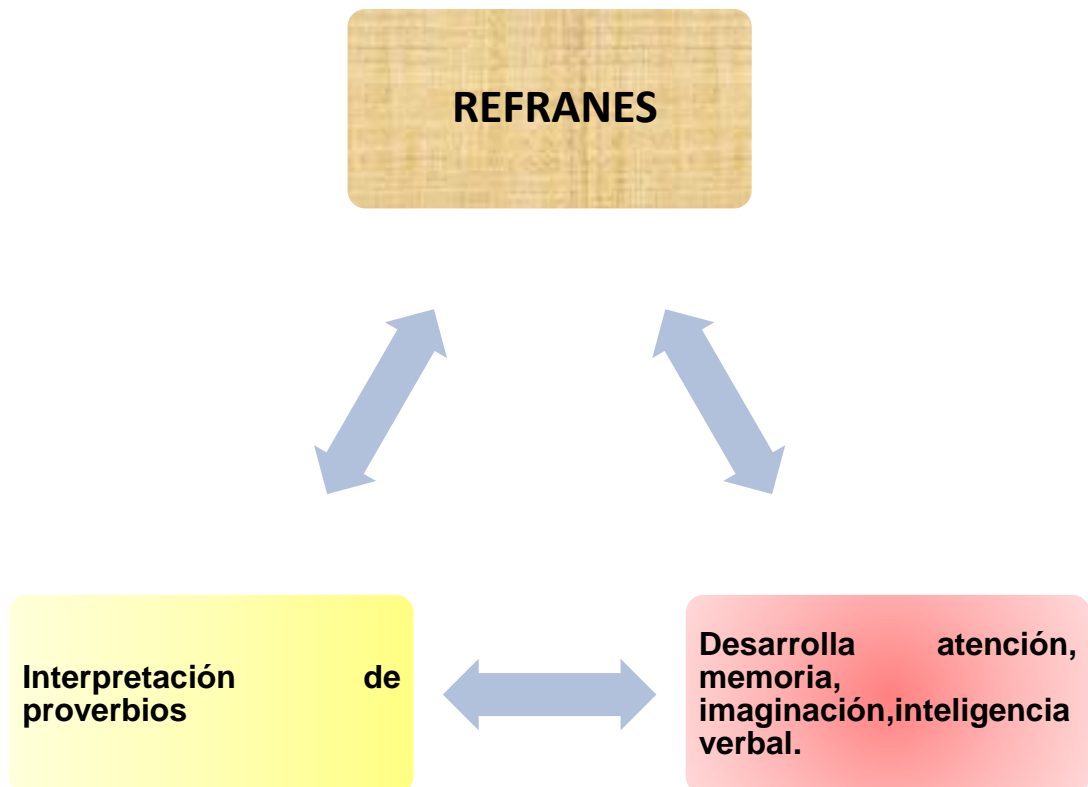 REFRANES
Interpretación de
proverbios
Desarrolla atención,
memoria,
imaginación,inteligencia
verbal.